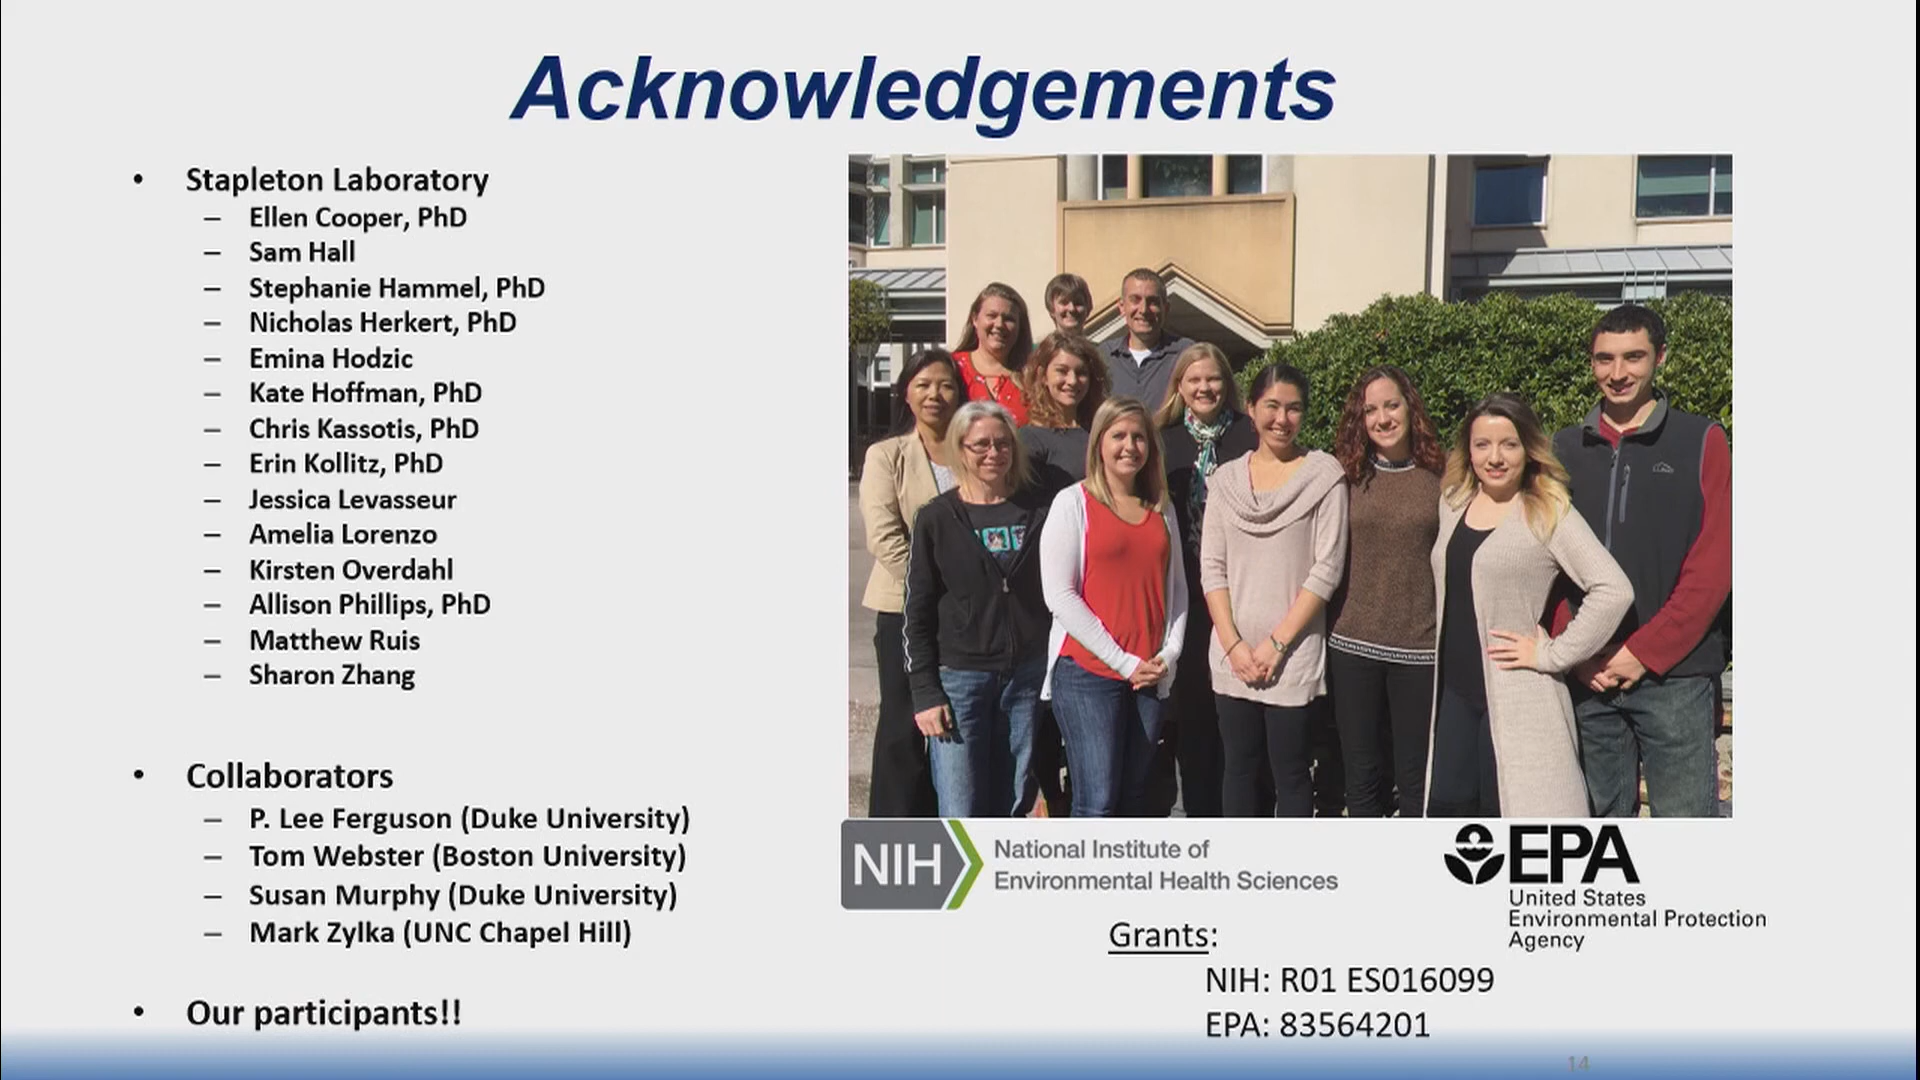 Acknowledgements
• Stapleton Laboratory
– Ellen Cooper, PhD
– Sam Hall
– Stephanie Hammel, PhD
– Nicholas Herkert, PhD
– Emina Hodzic
– Kate Hoffman, PhD
– Chris Kassotis, PhD
– Erin Kollitz, PhD
– Jessica Levasseur
– Amelia Lorenzo
– Kirsten Overdahl
– Allison Phillips, PhD
– Matthew Ruis
– Sharon Zhang
• Collaborators
– P. Lee Ferguson (Duke University)
– Tom Webster (Boston University)
– Susan Murphy (Duke University)
– Mark Zylka (UNC Chapel Hill)
• Our participants!!
NIH
National Institute of
Environmental Health Sciences
EPA
United States
Environmental Protection
Agency
Grants:
NIH: R01 ES016099
EPA: 83564201
14